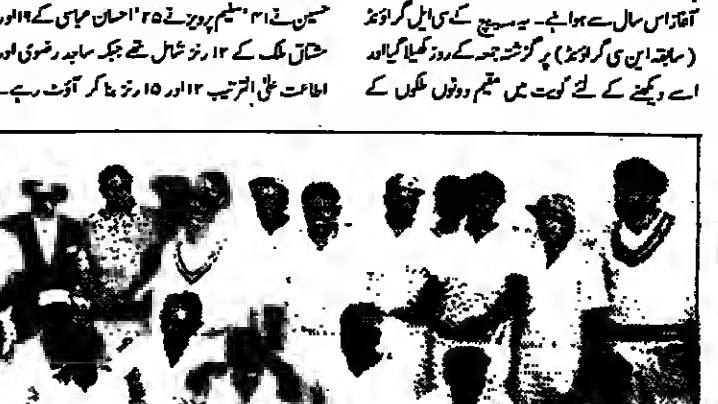 آغاز اس سال سے ہوا ہے۔ یہ میچ کے سی ایل گراؤنڈ
(سابقہ این سی گراؤنڈ) پر گزشتہ جمعہ کے روز کھیلا گیا اور
اسے دیکھنے کے لئے کویت میں مقیم دونوں ملکوں کے
حسین نے ۴۱ ' سلیم پرویز نے ۲۵ ' احسان عباسی کے ۱۹ اور
مشتاق ملک کے ۱۲ رنز شامل تھے جبکہ ساجد رضوی اور
اطاعت علی الترتیب ۱۲ اور ۱۵ رنز بنا کر آؤٹ رہے۔